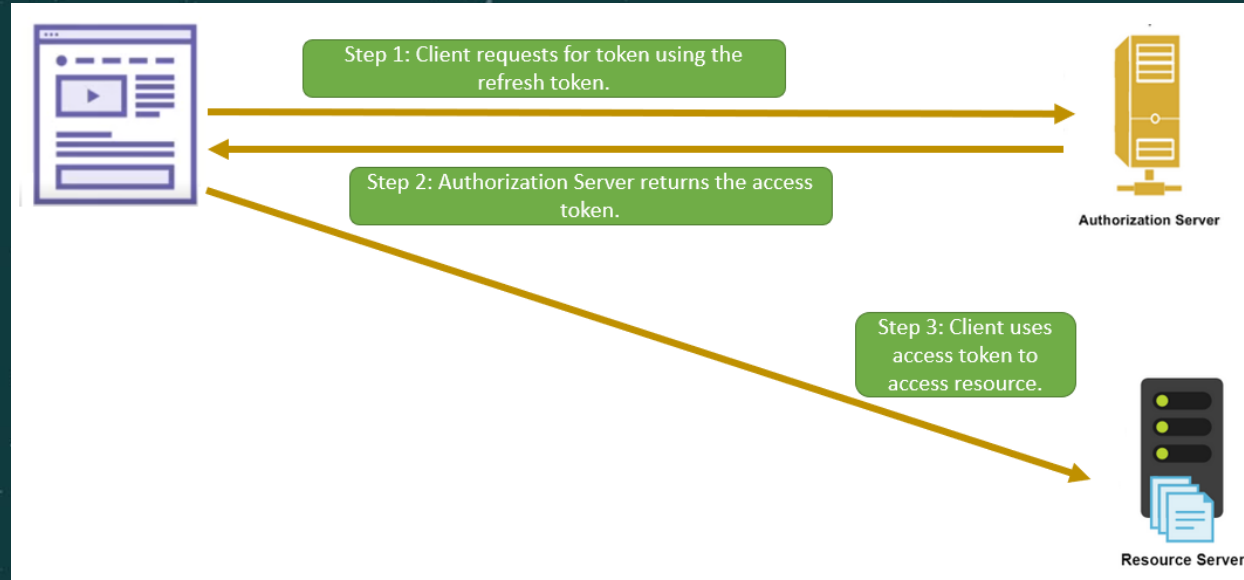 Step 1: Client requests for token using the
refresh token.
Step 2: Authorization Server returns the access
token.
Authorization Server
Step 3: Client uses
access token to
access resource.
Resource Server